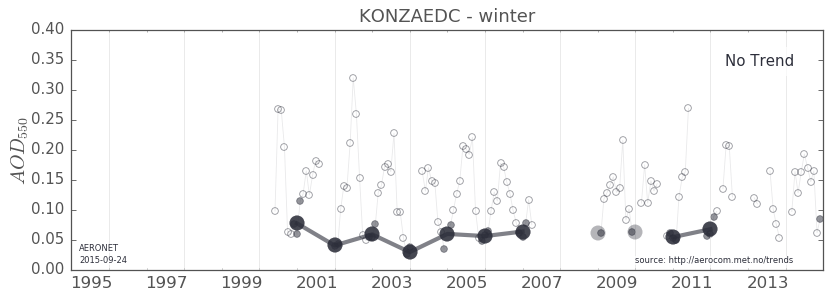 KONZAEDC - winter
0.40
0.35
0.30
0.25
0.20
0.15
0.10
0.05
0.00
AOD550
No Trend
AERONET
2015-09-24
source: http://aerocom.met.no/trends
1995 1997 1999 2001 2003 2005 2007 2009 2011 2013